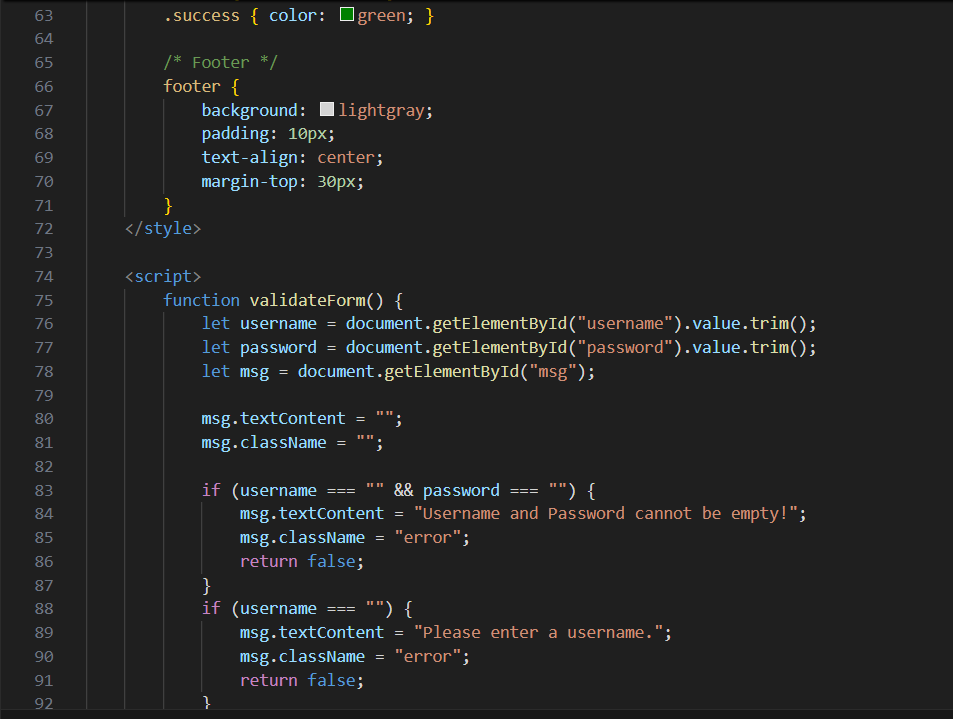 63 .success { color: green; }
64
65 /* Footer */
66 footer {
67 background: lightgray;
68 padding: 10px;
69 text-align: center;
70 margin-top: 30px;
71 }
72 </style>
73
74 <script>
75 function validateForm() {
76 let username = document.getElementById("username").value.trim();
77 let password = document.getElementById("password").value.trim();
78 let msg = document.getElementById("msg");
79
80 msg.textContent = "";
81 msg.className = "";
82
83 if (username === "" && password === "") {
84 msg.textContent = "Username and Password cannot be empty!";
85 msg.className = "error";
86 return false;
87 }
88 if (username === "") {
89 msg.textContent = "Please enter a username.";
90 msg.className = "error";
91 return false;
92 }